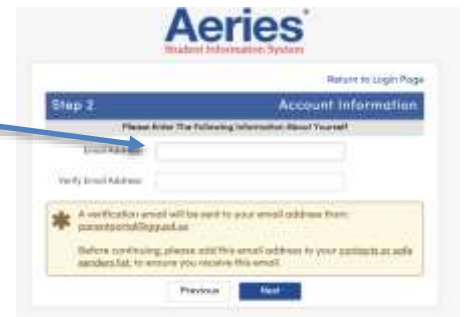 Aeries
Student Information System
Return to Login Page
Step 2 Account Information
Please Enter The Following Information About Yourself
Email Address:
Verify Email Address:
A verification email will be sent to your email address from:
Before continuing, please add this email address to your contacts or safe
senders list, to ensure you receive this email.
Previous Next